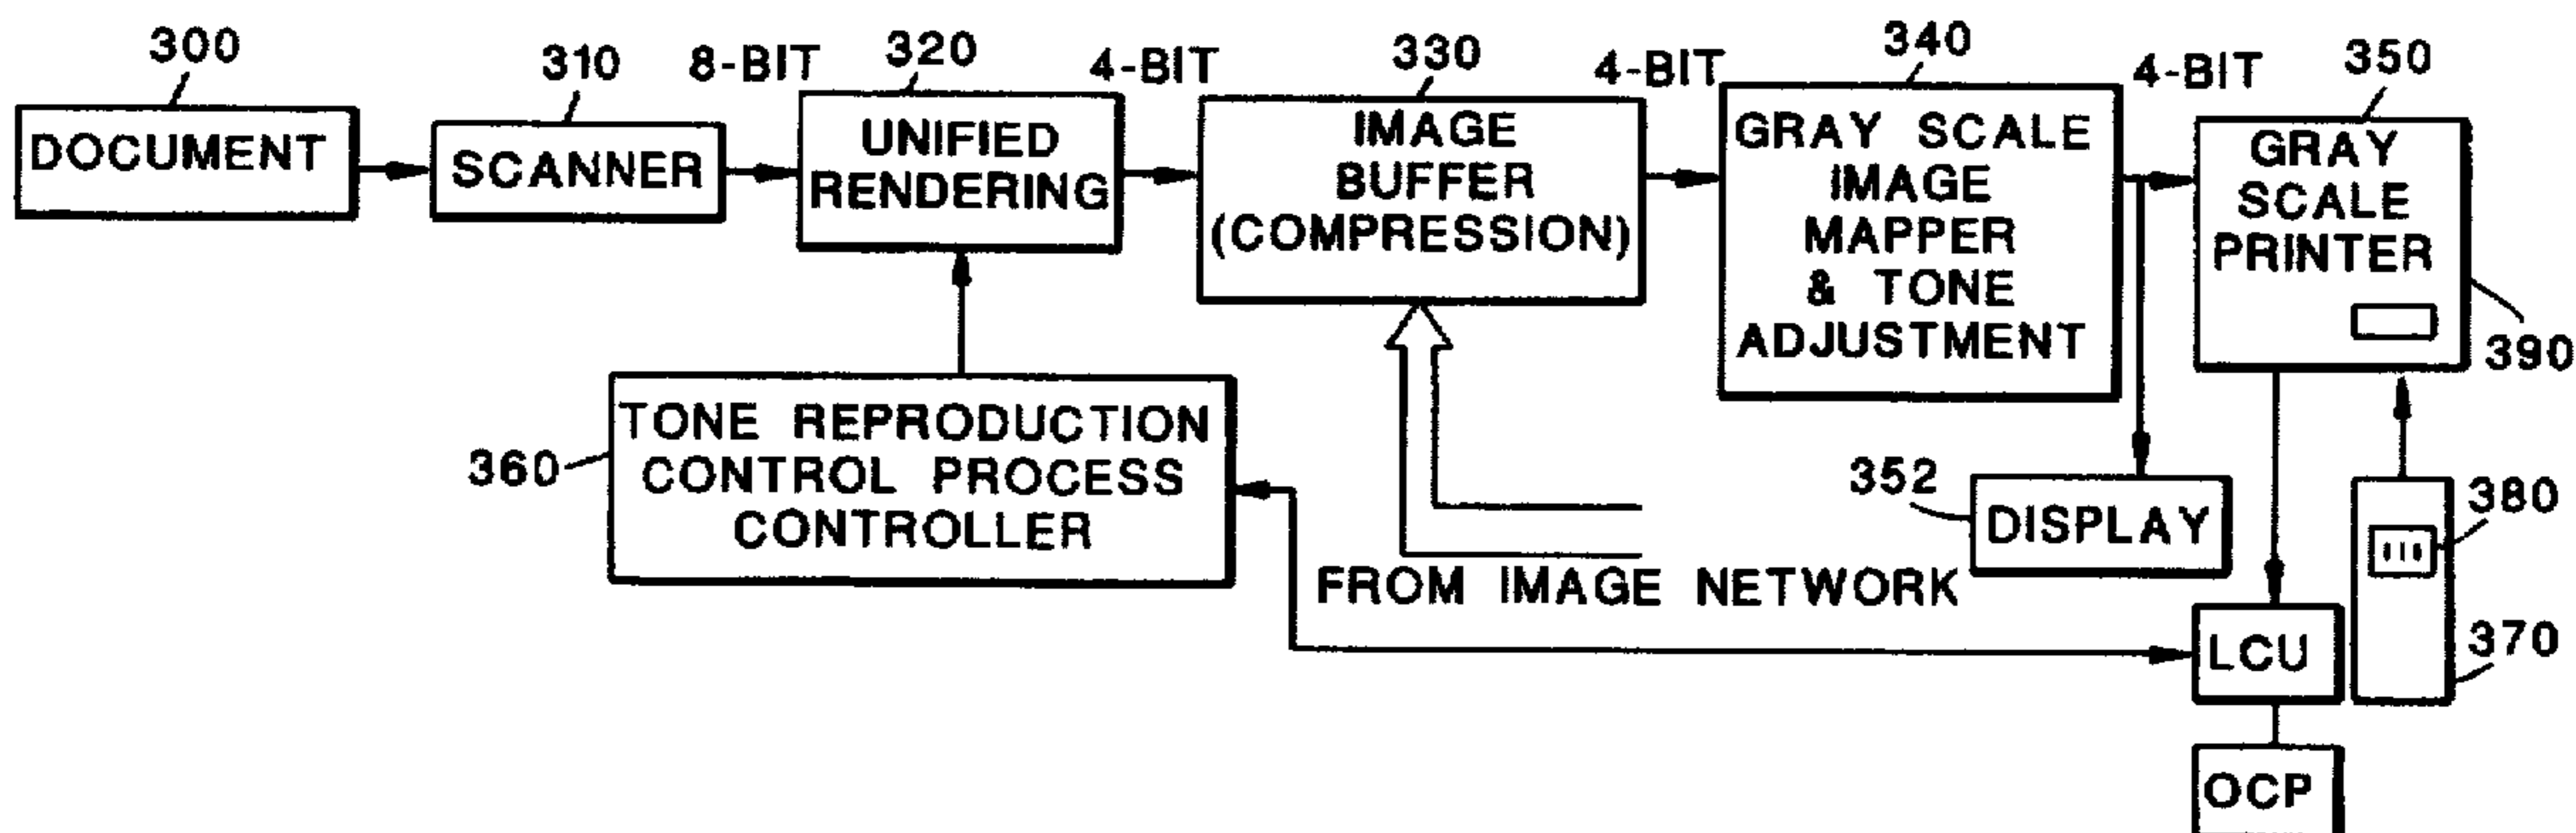 300
310
8-BIT
320
4-BIT
330
4-BIT
340
4-BIT
350
DOCUMENT
SCANNER
UNIFIED
RENDERING
IMAGE
BUFFER
(COMPRESSION)
GRAY SCALE
IMAGE
MAPPER
& TONE
ADJUSTMENT
GRAY
SCALE
PRINTER
390
360
TONE REPRODUCTION
CONTROL PROCESS
CONTROLLER
FROM IMAGE NETWORK
352
DISPLAY
380
370
LCU
OCP